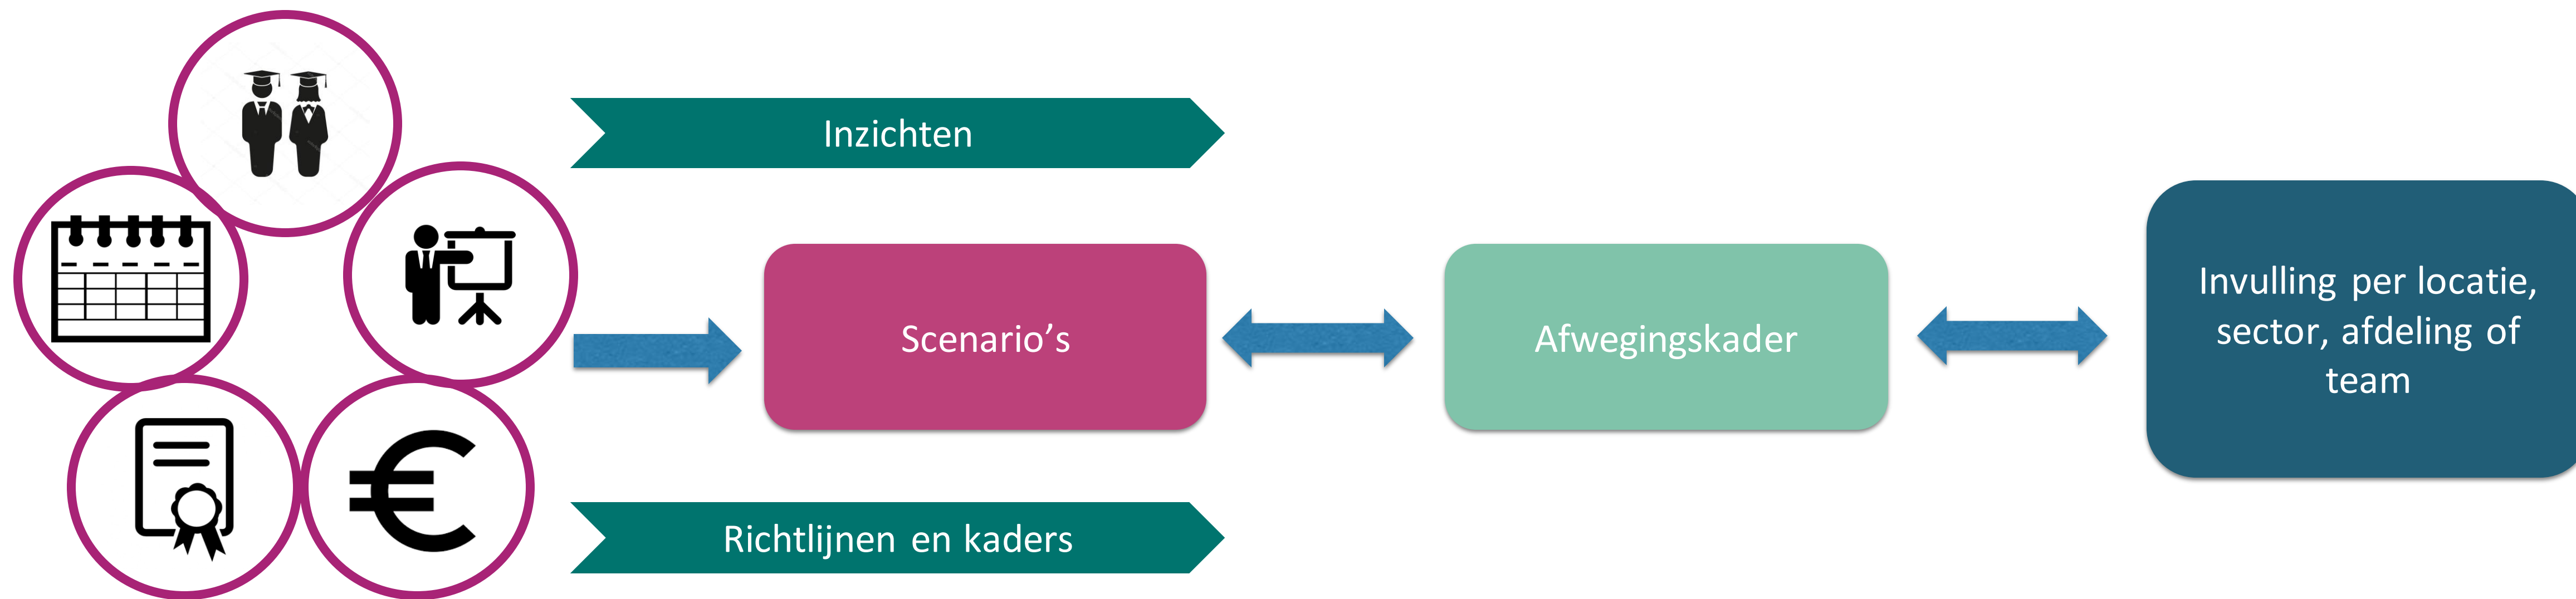 Inzichten
Scenario’s
Afwegingskader
Invulling per locatie,
sector, afdeling of
team
Richtlijnen en kaders